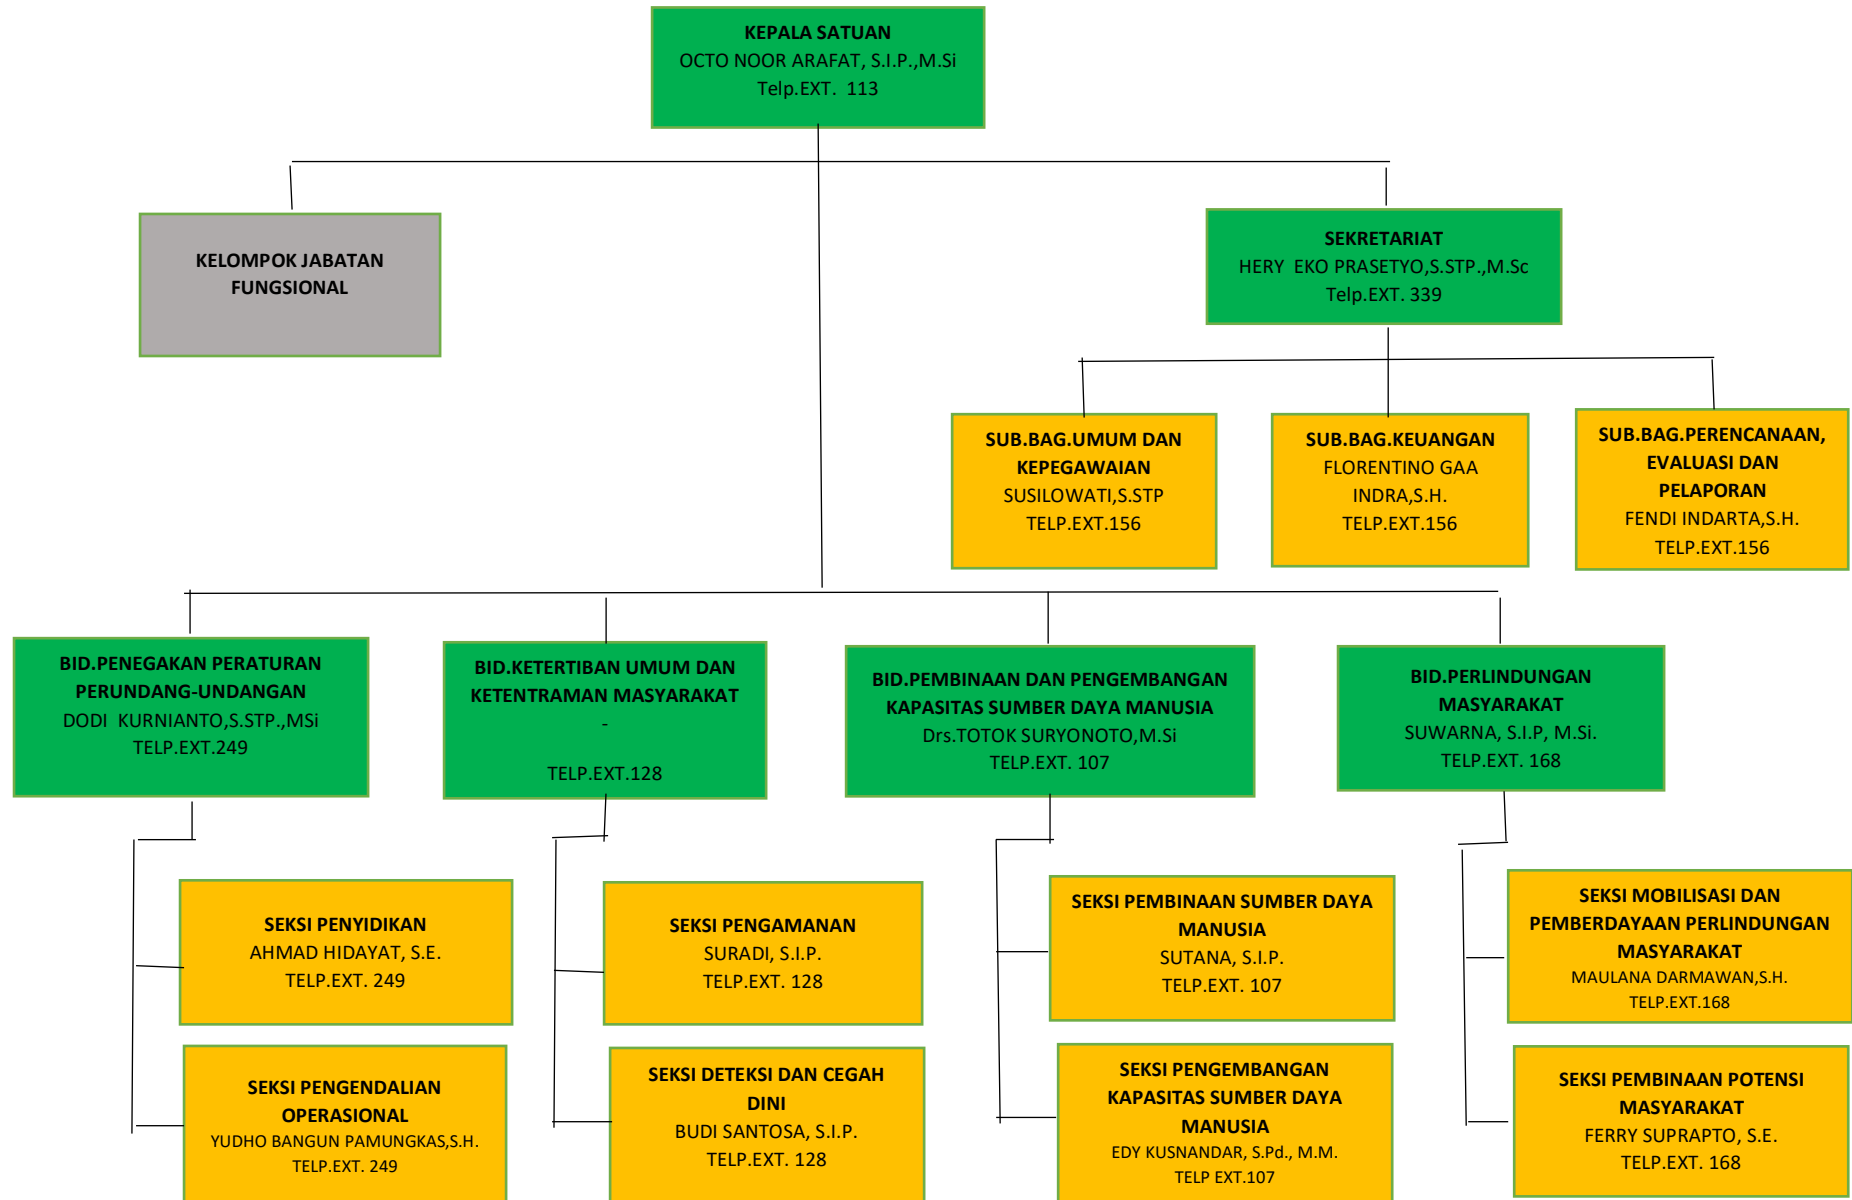 KEPALA SATUAN
OCTO NOOR ARAFAT, S.I.P.,M.Si
Telp.EXT.  113
KELOMPOK JABATAN
FUNGSIONAL
SEKRETARIAT
HERY  EKO PRASETYO,S.STP.,M.Sc
Telp.EXT. 339
SUB.BAG.UMUM DAN
KEPEGAWAIAN
SUSILOWATI,S.STP
TELP.EXT.156
SUB.BAG.KEUANGAN
FLORENTINO GAA
INDRA,S.H.
TELP.EXT.156
SUB.BAG.PERENCANAAN,
EVALUASI DAN
PELAPORAN
FENDI INDARTA,S.H.
TELP.EXT.156
BID.PENEGAKAN PERATURAN
PERUNDANG-UNDANGAN
DODI  KURNIANTO,S.STP.,MSi
TELP.EXT.249
BID.KETERTIBAN UMUM DAN
KETENTRAMAN MASYARAKAT
-
TELP.EXT.128
BID.PEMBINAAN DAN PENGEMBANGAN
KAPASITAS SUMBER DAYA MANUSIA
Drs.TOTOK SURYONOTO,M.Si
TELP.EXT. 107
BID.PERLINDUNGAN
MASYARAKAT
SUWARNA, S.I.P, M.Si.
TELP.EXT. 168
SEKSI PENYIDIKAN
AHMAD HIDAYAT, S.E.
TELP.EXT. 249
SEKSI PENGAMANAN
SURADI, S.I.P.
TELP.EXT. 128
SEKSI PEMBINAAN SUMBER DAYA
MANUSIA
SUTANA, S.I.P.
TELP.EXT. 107
SEKSI MOBILISASI DAN
PEMBERDAYAAN PERLINDUNGAN
MASYARAKAT
MAULANA DARMAWAN,S.H.
TELP.EXT.168
SEKSI PENGENDALIAN
OPERASIONAL
YUDHO BANGUN PAMUNGKAS,S.H.
TELP.EXT. 249
SEKSI DETEKSI DAN CEGAH
DINI
BUDI SANTOSA, S.I.P.
TELP.EXT. 128
SEKSI PENGEMBANGAN
KAPASITAS SUMBER DAYA
MANUSIA
EDY KUSNANDAR, S.Pd., M.M.
TELP EXT.107
SEKSI PEMBINAAN POTENSI
MASYARAKAT
FERRY SUPRAPTO, S.E.
TELP.EXT. 168